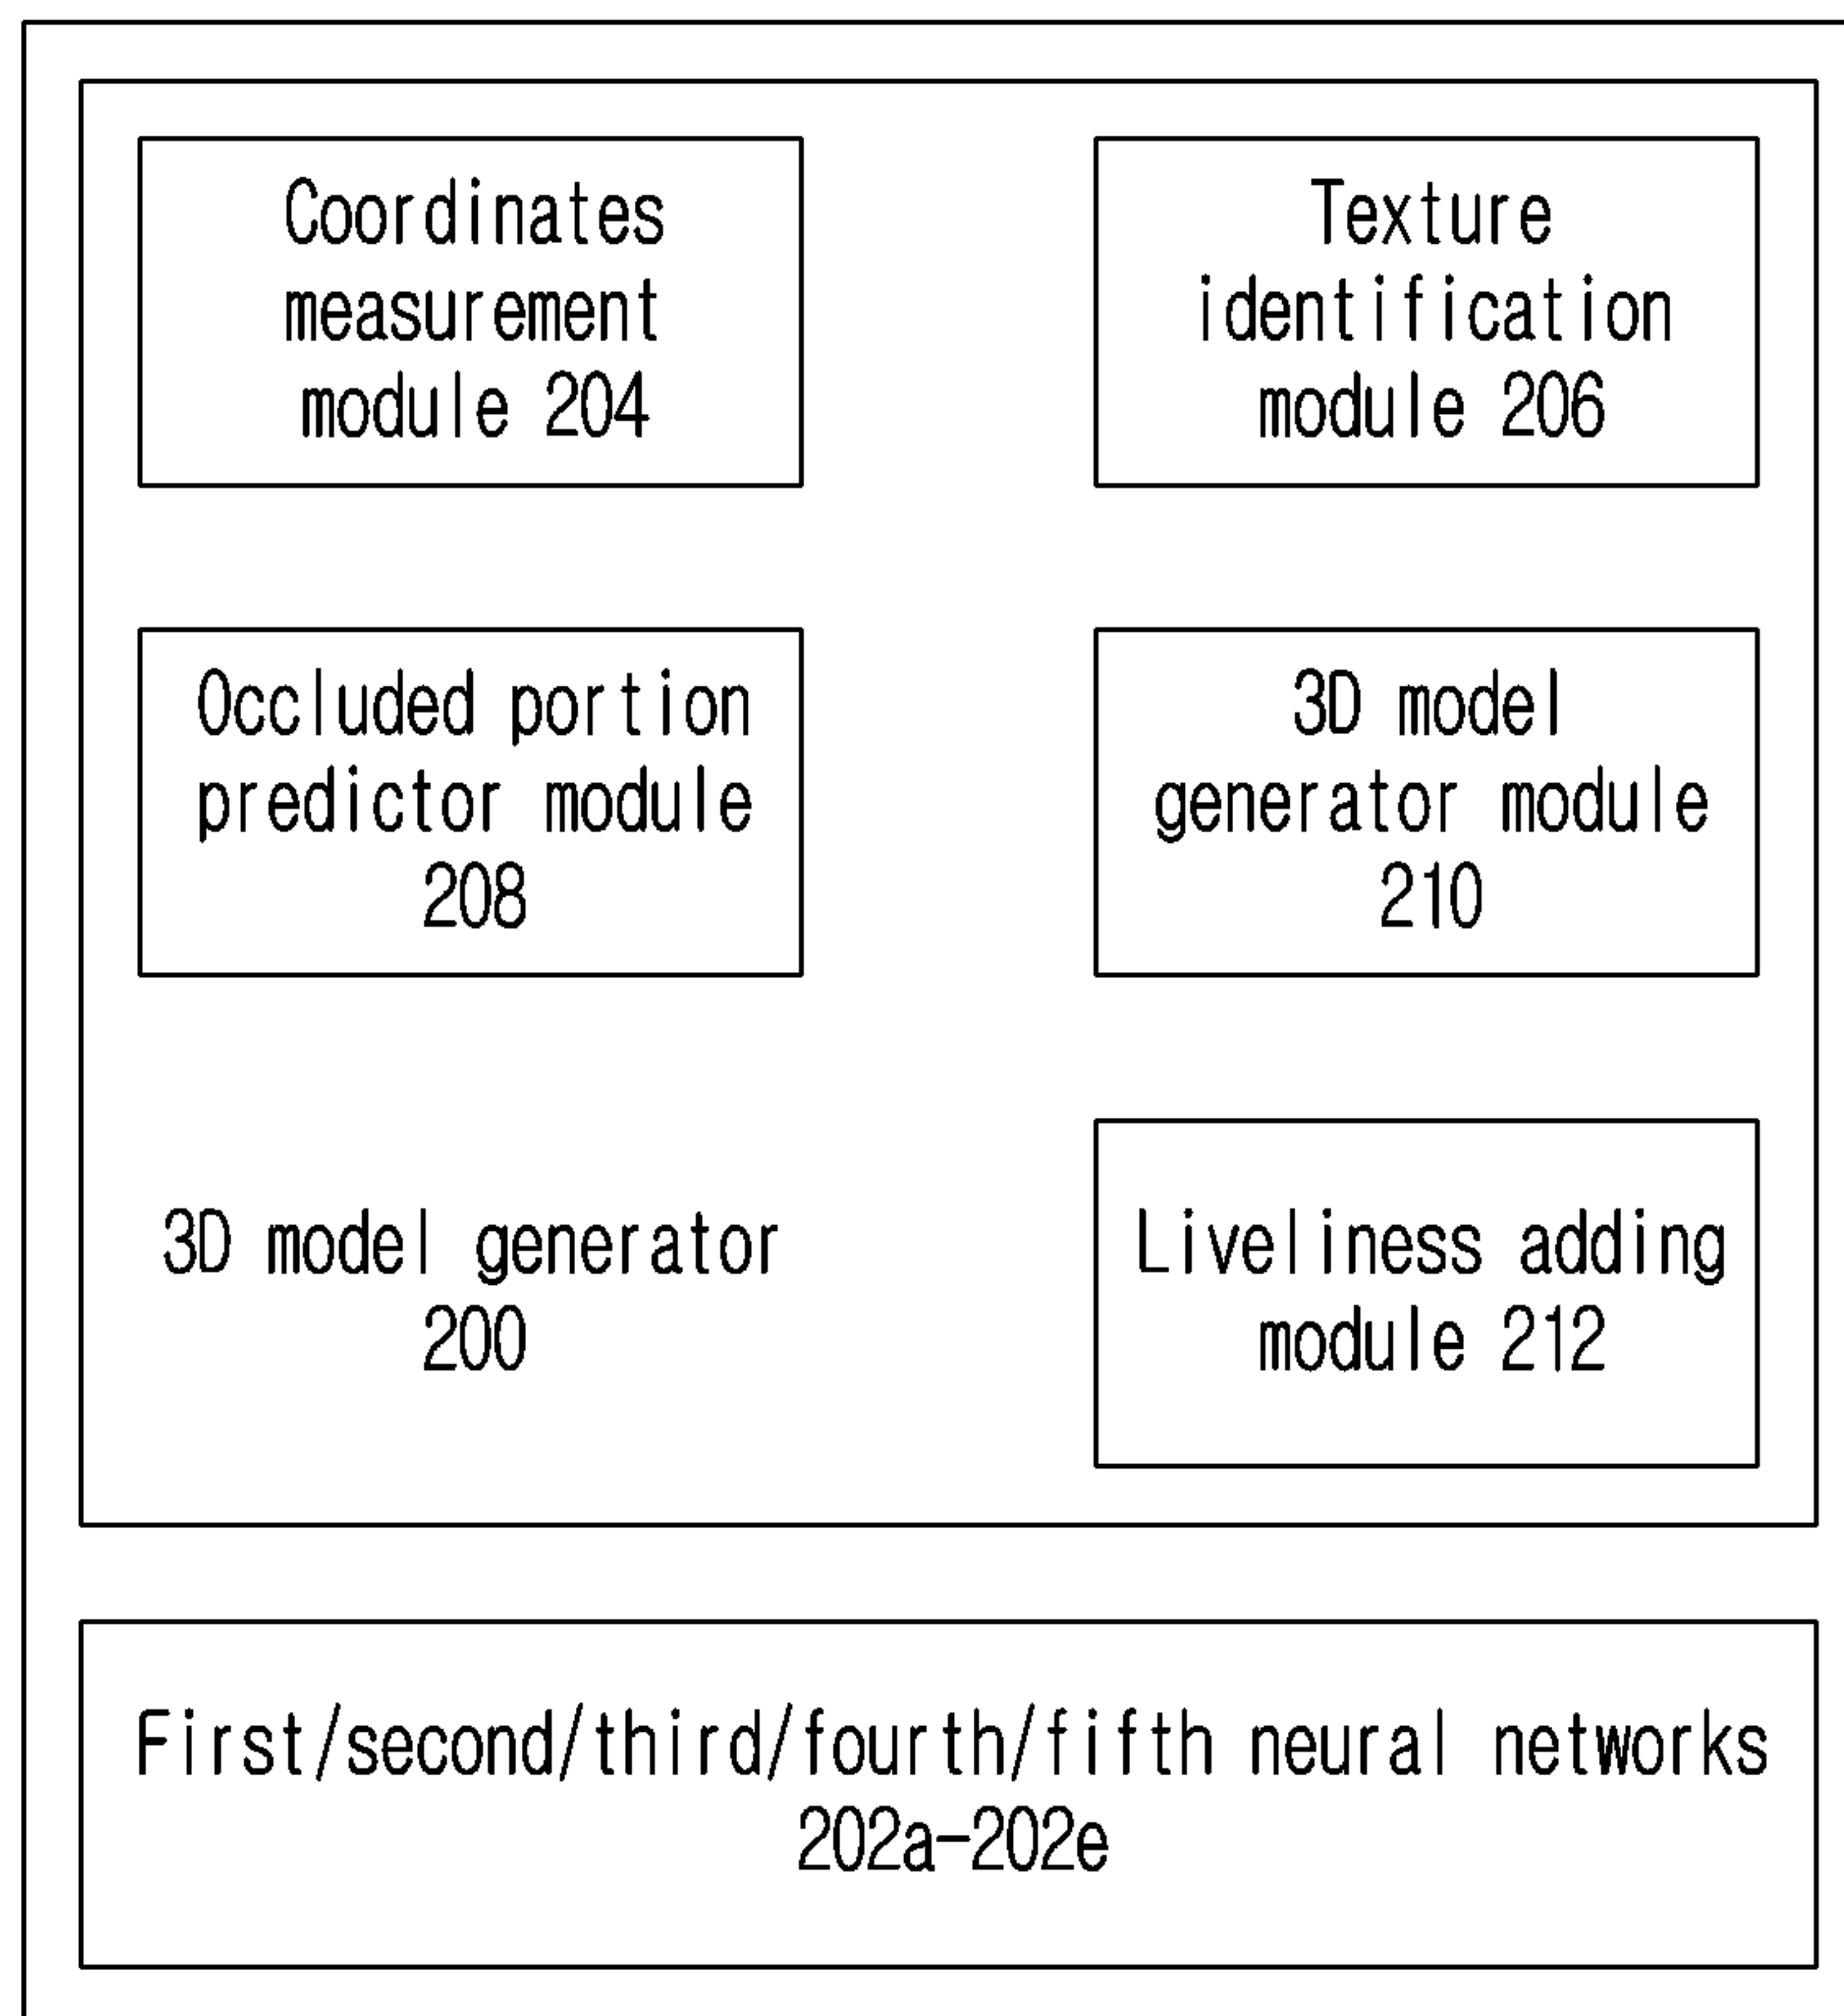 Coordinates
measurement
module 204
Texture
identification
module 206
Occluded portion
predictor module
208
3D model
generator module
210
3D model generator
200
Liveliness adding
module 212
First/second/third/fourth/fifth neural networks
202a-202e